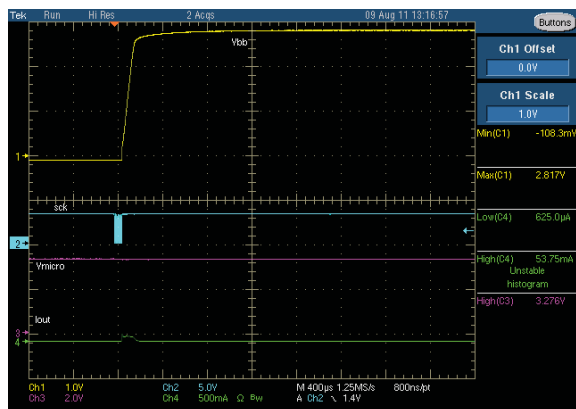 Tek Run Hi Res 2 Acqs 09 Aug 11 13:16:57
Buttons
Vbb
Ch1 Offset
0.0V
Ch1 Scale
1.0V
Min(C1) -108.3mV
1
Max(C1) 2.817V
sck
Low(C4) 625.0µA
2
High(C4) 53.75mA
Vmicro
Unstable
histogram
High(C3) 3.276V
Iout
3
4
Ch1 1.0V Ch2 5.0V M 400µs 1.25MS/s 800ns/pt
Ch3 2.0V Ch4 500mA Ω Bw A Ch2 \ 1.4V